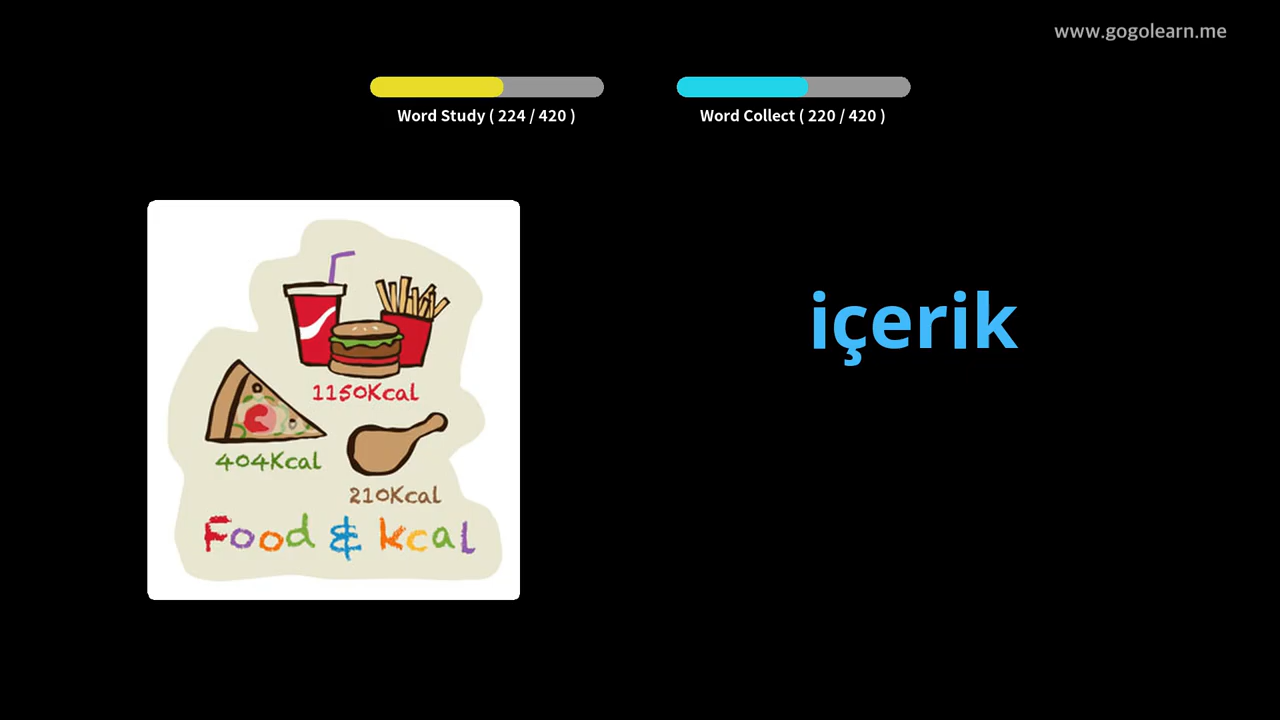 www.gogolearn.me
Word Study ( 224 / 420 )
Word Collect ( 220 / 420 )
içerik
1150Kcal
404Kcal
210Kcal
Food & kcal